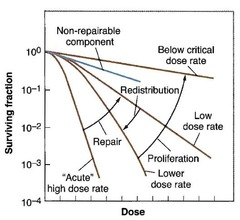 Non-repairable
component
Below critical
dose rate
Redistribution
Low
dose rate
Repair
Proliferation
"Acute"
high dose rate
Lower
dose rate
Surviving fraction
10⁰
10⁻¹
10⁻²
10⁻³
10⁻⁴
Dose